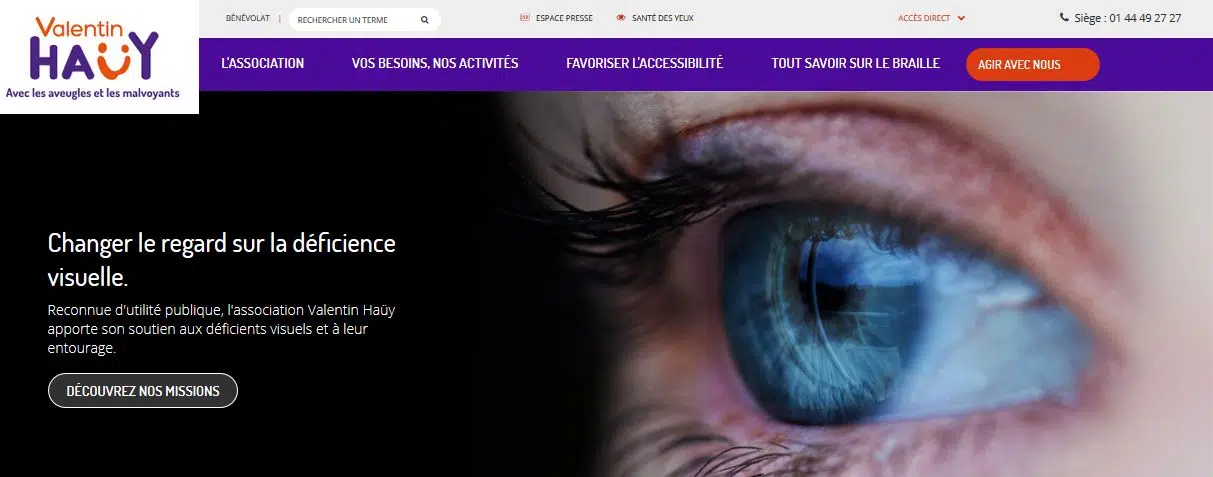 Valentin
HAÜY
Avec les aveugles et les malvoyants
BÉNÉVOLAT | RECHERCHER UN TERME ESPACE PRESSE SANTÉ DES YEUX ACCÈS DIRECT Siège : 01 44 49 27 27
L'ASSOCIATION VOS BESOINS, NOS ACTIVITÉS FAVORISER L'ACCESSIBILITÉ TOUT SAVOIR SUR LE BRAILLE AGIR AVEC NOUS
Changer le regard sur la déficience
visuelle.
Reconnue d'utilité publique, l'association Valentin Haüy
apporte son soutien aux déficients visuels et à leur
entourage.
DÉCOUVREZ NOS MISSIONS